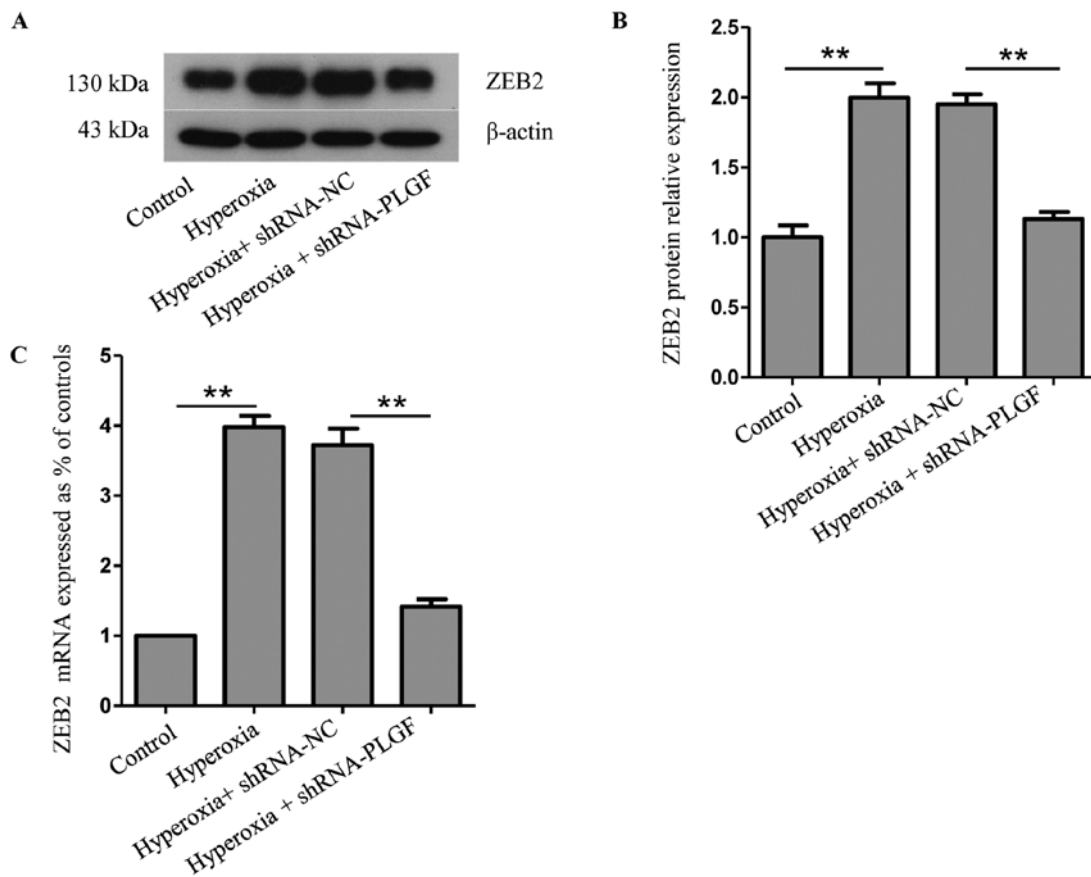 A
130 kDa
ZEB2
43 kDa
β-actin
Control
Hyperoxia
Hyperoxia+ shRNA-NC
Hyperoxia + shRNA-PLGF
B
ZEB2 protein relative expression
2.5
2.0
1.5
1.0
0.5
0.0
**
**
Control
Hyperoxia
Hyperoxia+ shRNA-NC
Hyperoxia + shRNA-PLGF
C
ZEB2 mRNA expressed as % of controls
5
4
3
2
1
0
**
**
Control
Hyperoxia
Hyperoxia+ shRNA-NC
Hyperoxia + shRNA-PLGF